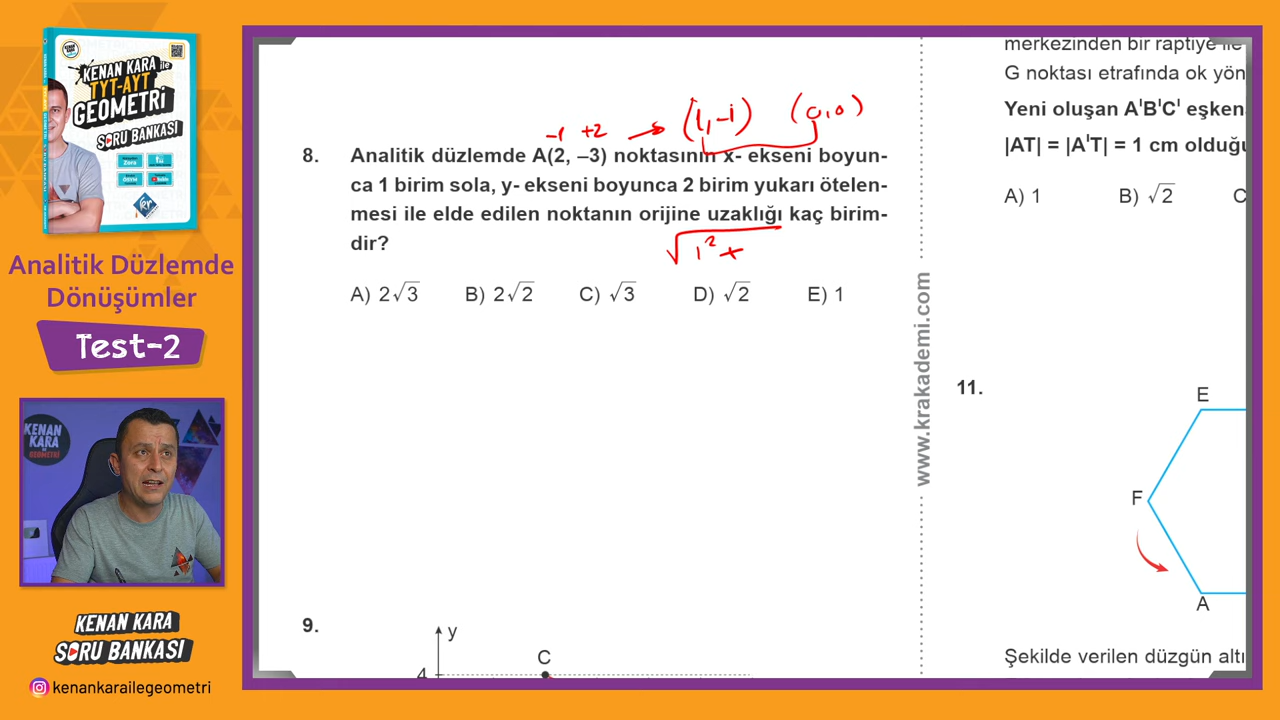 KENAN KARA ile
TYT-AYT
GEOMETRİ
SORU BANKASI
Analitik Düzlemde
Dönüşümler
Test-2
KENAN
KARA
GEOMETRİ
KENAN KARA
SORU BANKASI
kenankarailegeometri
-1 +2 → (1,-1) (0,0)
8. Analitik düzlemde A(2, –3) noktasının x- ekseni boyun-
ca 1 birim sola, y- ekseni boyunca 2 birim yukarı ötelen-
mesi ile elde edilen noktanın orijine uzaklığı kaç birim-
dir?
√1² +
A) 2√3 B) 2√2 C) √3 D) √2 E) 1
9.
y
C
4
www.krakademi.com
merkezinden bir raptiye ile
G noktası etrafında ok yön
Yeni oluşan A'B'C' eşken
|AT| = |A'T| = 1 cm olduğu
A) 1 B) √2 C
11.
E
F
A
Şekilde verilen düzgün altı